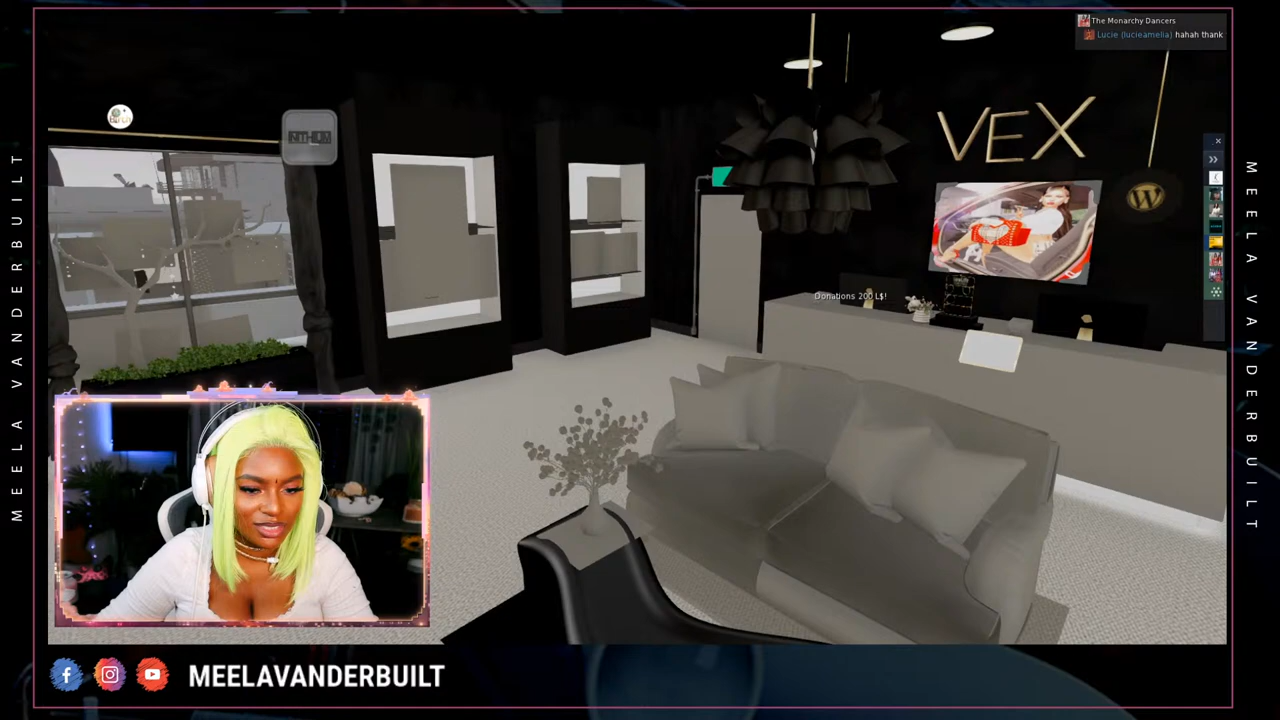 The Monarchy Dancers
Lucie (lucieamelia) hahah thank
VEX
W
Donations 200 L$!
MEELA VANDERBUILT
MEELA VANDERBUILT
MEELAVANDERBUILT